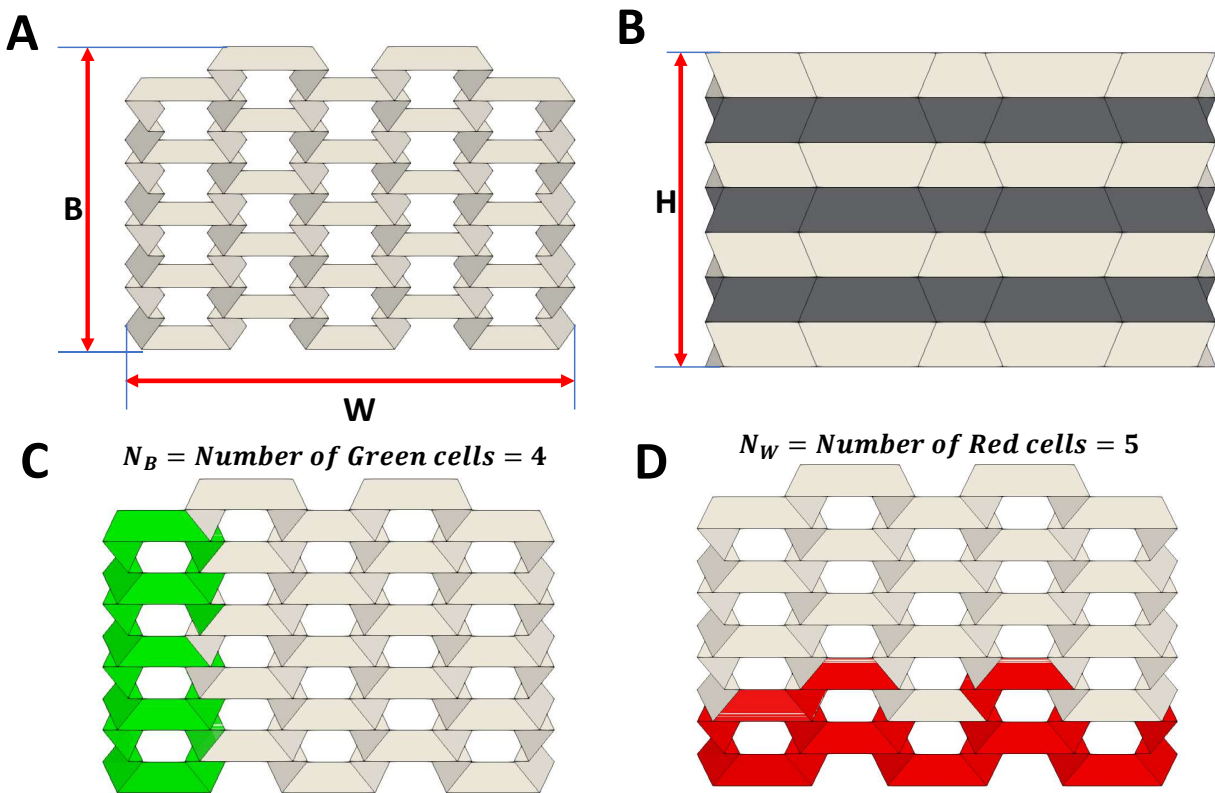 A
B
B
H
W
C
N_B = Number of Green cells = 4
D
N_W = Number of Red cells = 5